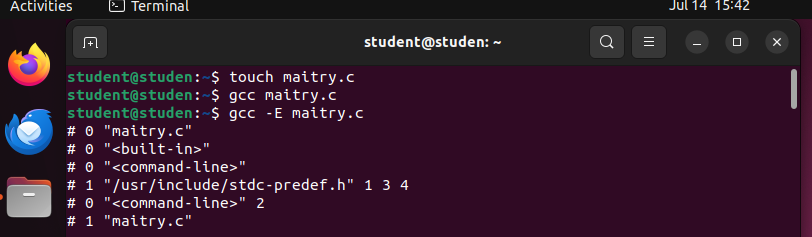 Activities
Terminal
Jul 14 15:42
student@studen: ~
student@studen:~$ touch maitry.c
student@studen:~$ gcc maitry.c
student@studen:~$ gcc -E maitry.c
# 0 "maitry.c"
# 0 "<built-in>"
# 0 "<command-line>"
# 1 "/usr/include/stdc-predef.h" 1 3 4
# 0 "<command-line>" 2
# 1 "maitry.c"